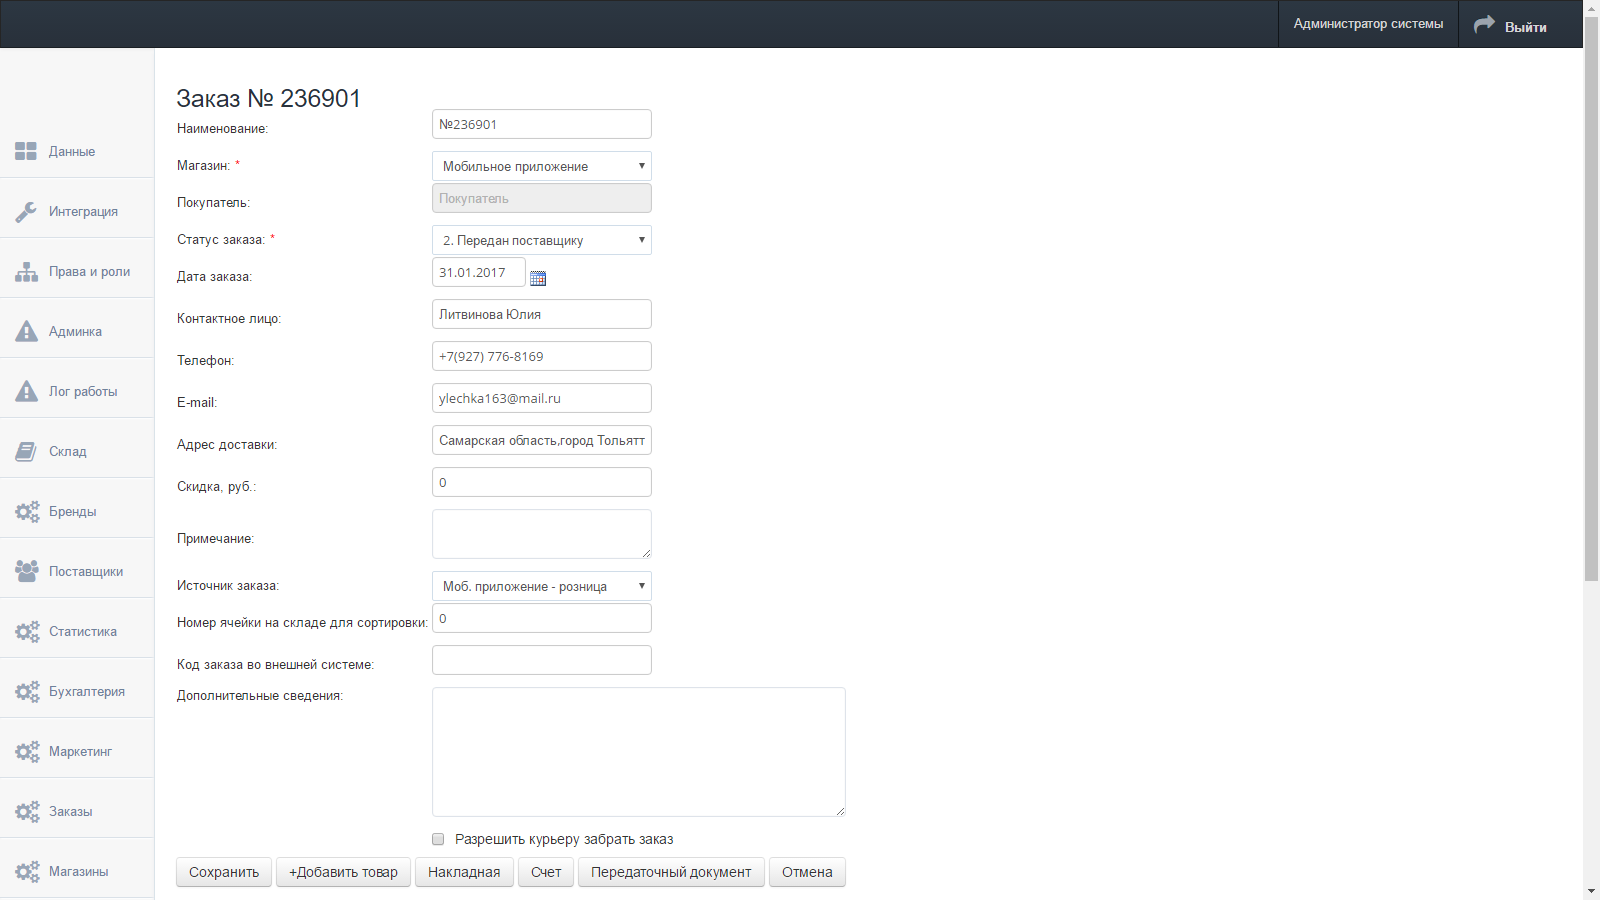 Администратор системы
Выйти
Данные
Интеграция
Права и роли
Админка
Лог работы
Склад
Бренды
Поставщики
Статистика
Бухгалтерия
Маркетинг
Заказы
Магазины
Заказ № 236901
Наименование: №236901
Магазин: * Мобильное приложение
Покупатель: Покупатель
Статус заказа: * 2. Передан поставщику
Дата заказа: 31.01.2017
Контактное лицо: Литвинова Юлия
Телефон: +7(927) 776-8169
E-mail: ylechka163@mail.ru
Адрес доставки: Самарская область,город Тольятт
Скидка, руб.: 0
Примечание:
Источник заказа: Моб. приложение - розница
Номер ячейки на складе для сортировки: 0
Код заказа во внешней системе:
Дополнительные сведения:
Разрешить курьеру забрать заказ
Сохранить +Добавить товар Накладная Счет Передаточный документ Отмена